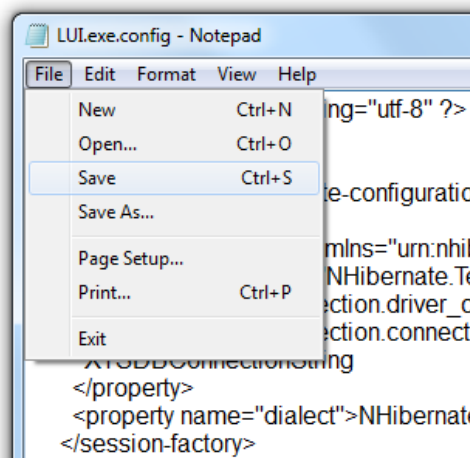 LUI.exe.config - Notepad
File Edit Format View Help
New Ctrl+N
Open... Ctrl+O
Save Ctrl+S
Save As...
Page Setup...
Print... Ctrl+P
Exit
ing="utf-8" ?>
te-configuratio
mlns="urn:nhil
NHibernate.Te
ection.driver_c
ection.connect
XTSDBConnectionString
</property>
<property name="dialect">NHibernate
</session-factory>